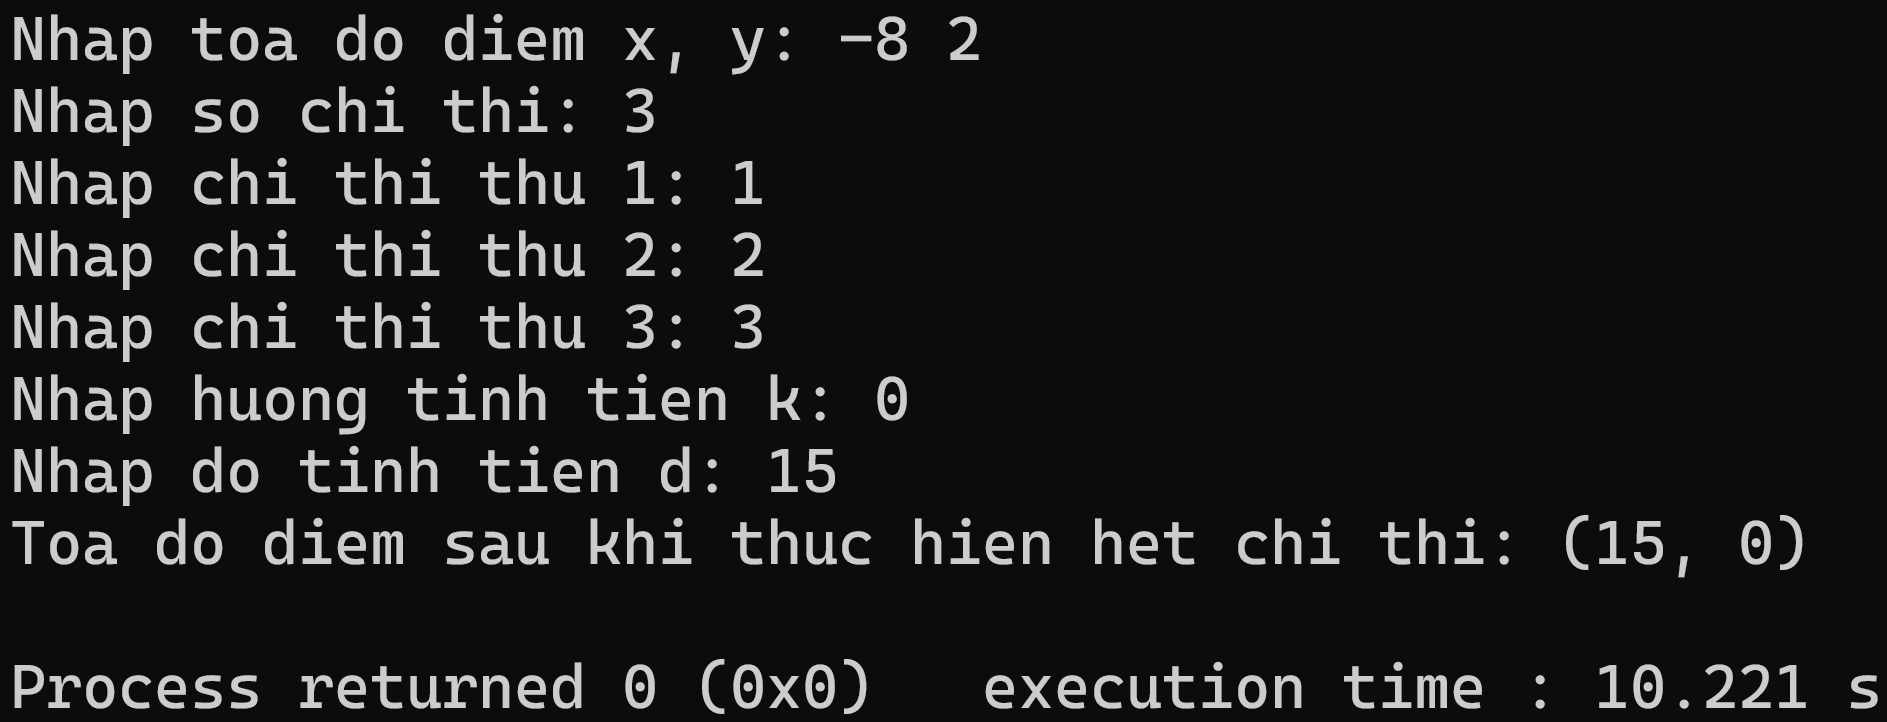 Nhap toa do diem x, y: -8 2
Nhap so chi thi: 3
Nhap chi thi thu 1: 1
Nhap chi thi thu 2: 2
Nhap chi thi thu 3: 3
Nhap huong tinh tien k: 0
Nhap do tinh tien d: 15
Toa do diem sau khi thuc hien het chi thi: (15, 0)
Process returned 0 (0x0)   execution time : 10.221 s